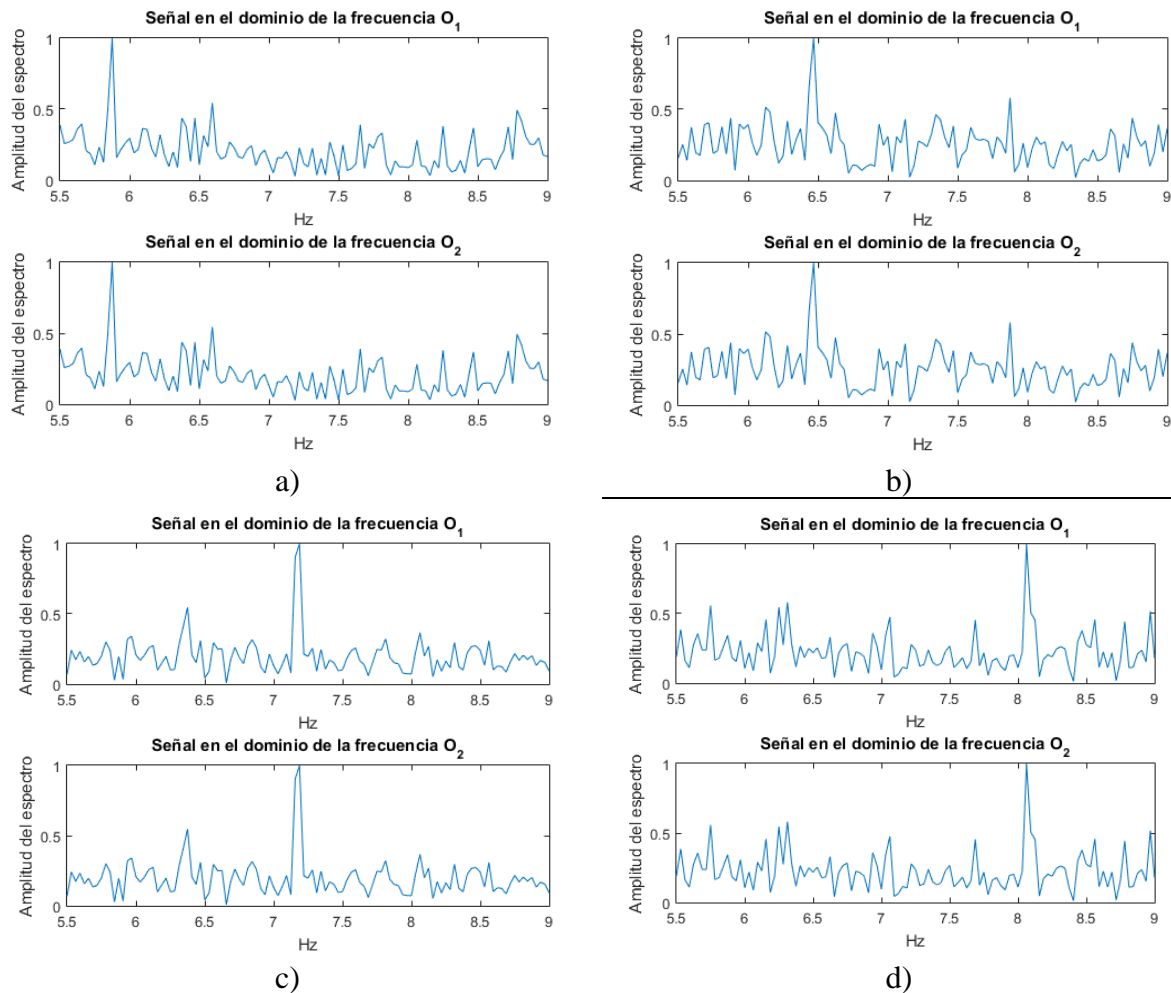 Señal en el dominio de la frecuencia O1
Amplitud del espectro
1
0.5
0
5.5 6 6.5 7 7.5 8 8.5 9
Hz
Señal en el dominio de la frecuencia O2
Amplitud del espectro
1
0.5
0
5.5 6 6.5 7 7.5 8 8.5 9
Hz
a)
Señal en el dominio de la frecuencia O1
Amplitud del espectro
1
0.5
0
5.5 6 6.5 7 7.5 8 8.5 9
Hz
Señal en el dominio de la frecuencia O2
Amplitud del espectro
1
0.5
0
5.5 6 6.5 7 7.5 8 8.5 9
Hz
b)
Señal en el dominio de la frecuencia O1
Amplitud del espectro
1
0.5
0
5.5 6 6.5 7 7.5 8 8.5 9
Hz
Señal en el dominio de la frecuencia O2
Amplitud del espectro
1
0.5
0
5.5 6 6.5 7 7.5 8 8.5 9
Hz
c)
Señal en el dominio de la frecuencia O1
Amplitud del espectro
1
0.5
0
5.5 6 6.5 7 7.5 8 8.5 9
Hz
Señal en el dominio de la frecuencia O2
Amplitud del espectro
1
0.5
0
5.5 6 6.5 7 7.5 8 8.5 9
Hz
d)